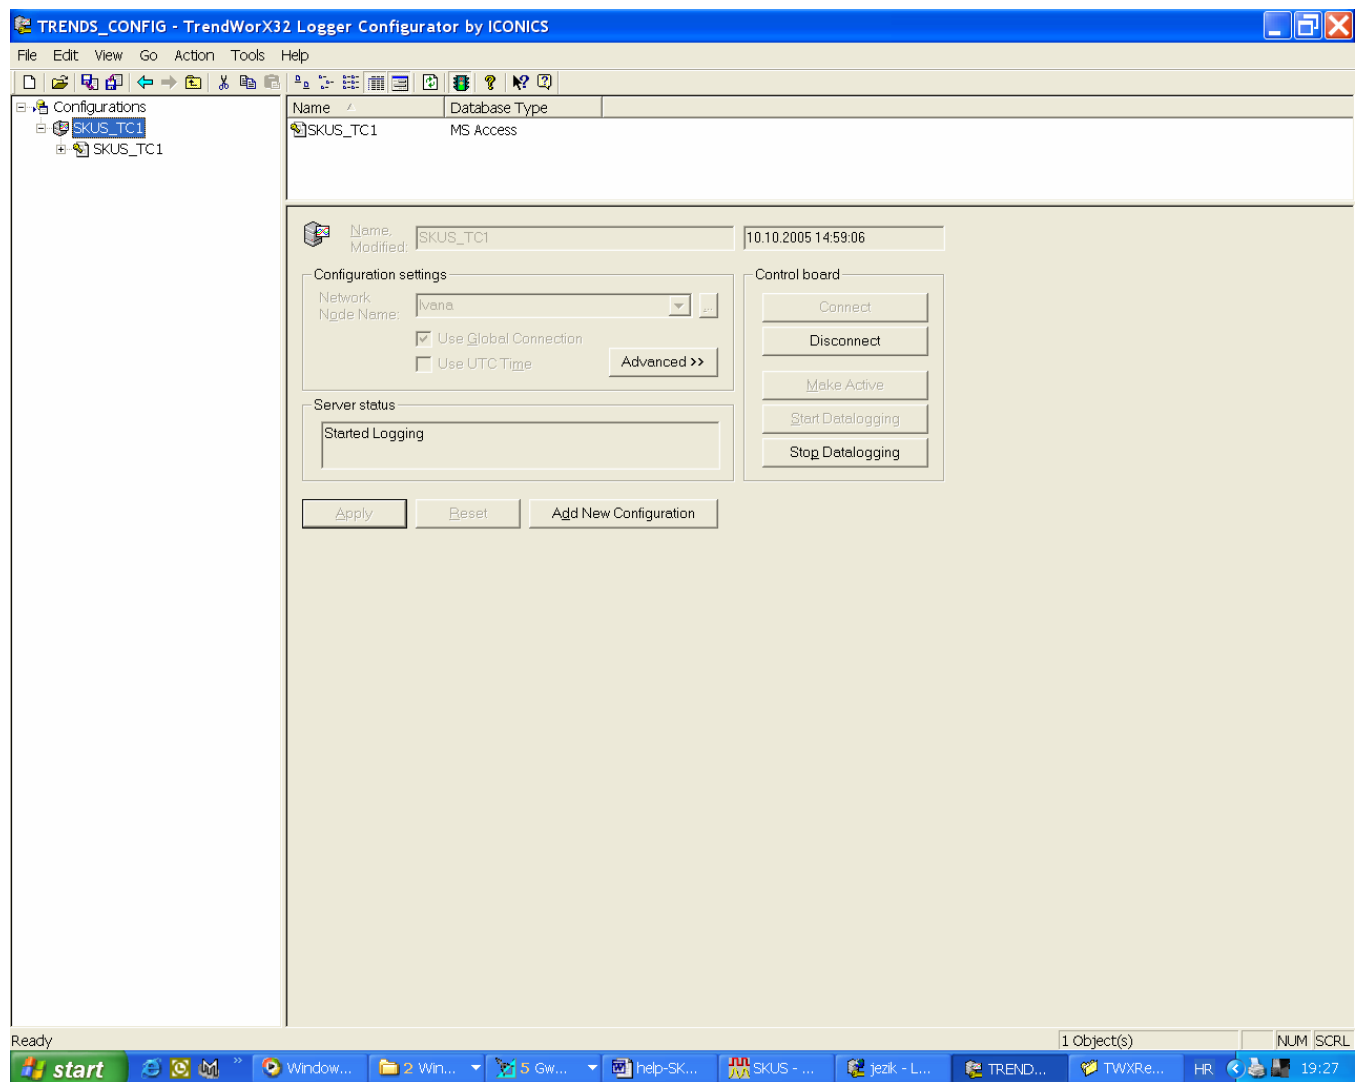 TRENDS_CONFIG - TrendWorX32 Logger Configurator by ICONICS
File Edit View Go Action Tools Help
Configurations
SKUS_TC1
SKUS_TC1
Name Database Type
SKUS_TC1 MS Access
Name, Modified: SKUS_TC1 10.10.2005 14:59:06
Configuration settings
Network Node Name: Ivana ...
Use Global Connection
Use UTC Time
Advanced >>
Server status
Started Logging
Control board
Connect
Disconnect
Make Active
Start Datalogging
Stop Datalogging
Apply Reset Add New Configuration
Ready 1 Object(s) NUM SCRL
start » Window... 2 Win... 5 Gw... help-SK... SKUS - ... jezik - L... TREND... TWXRe... HR 19:27